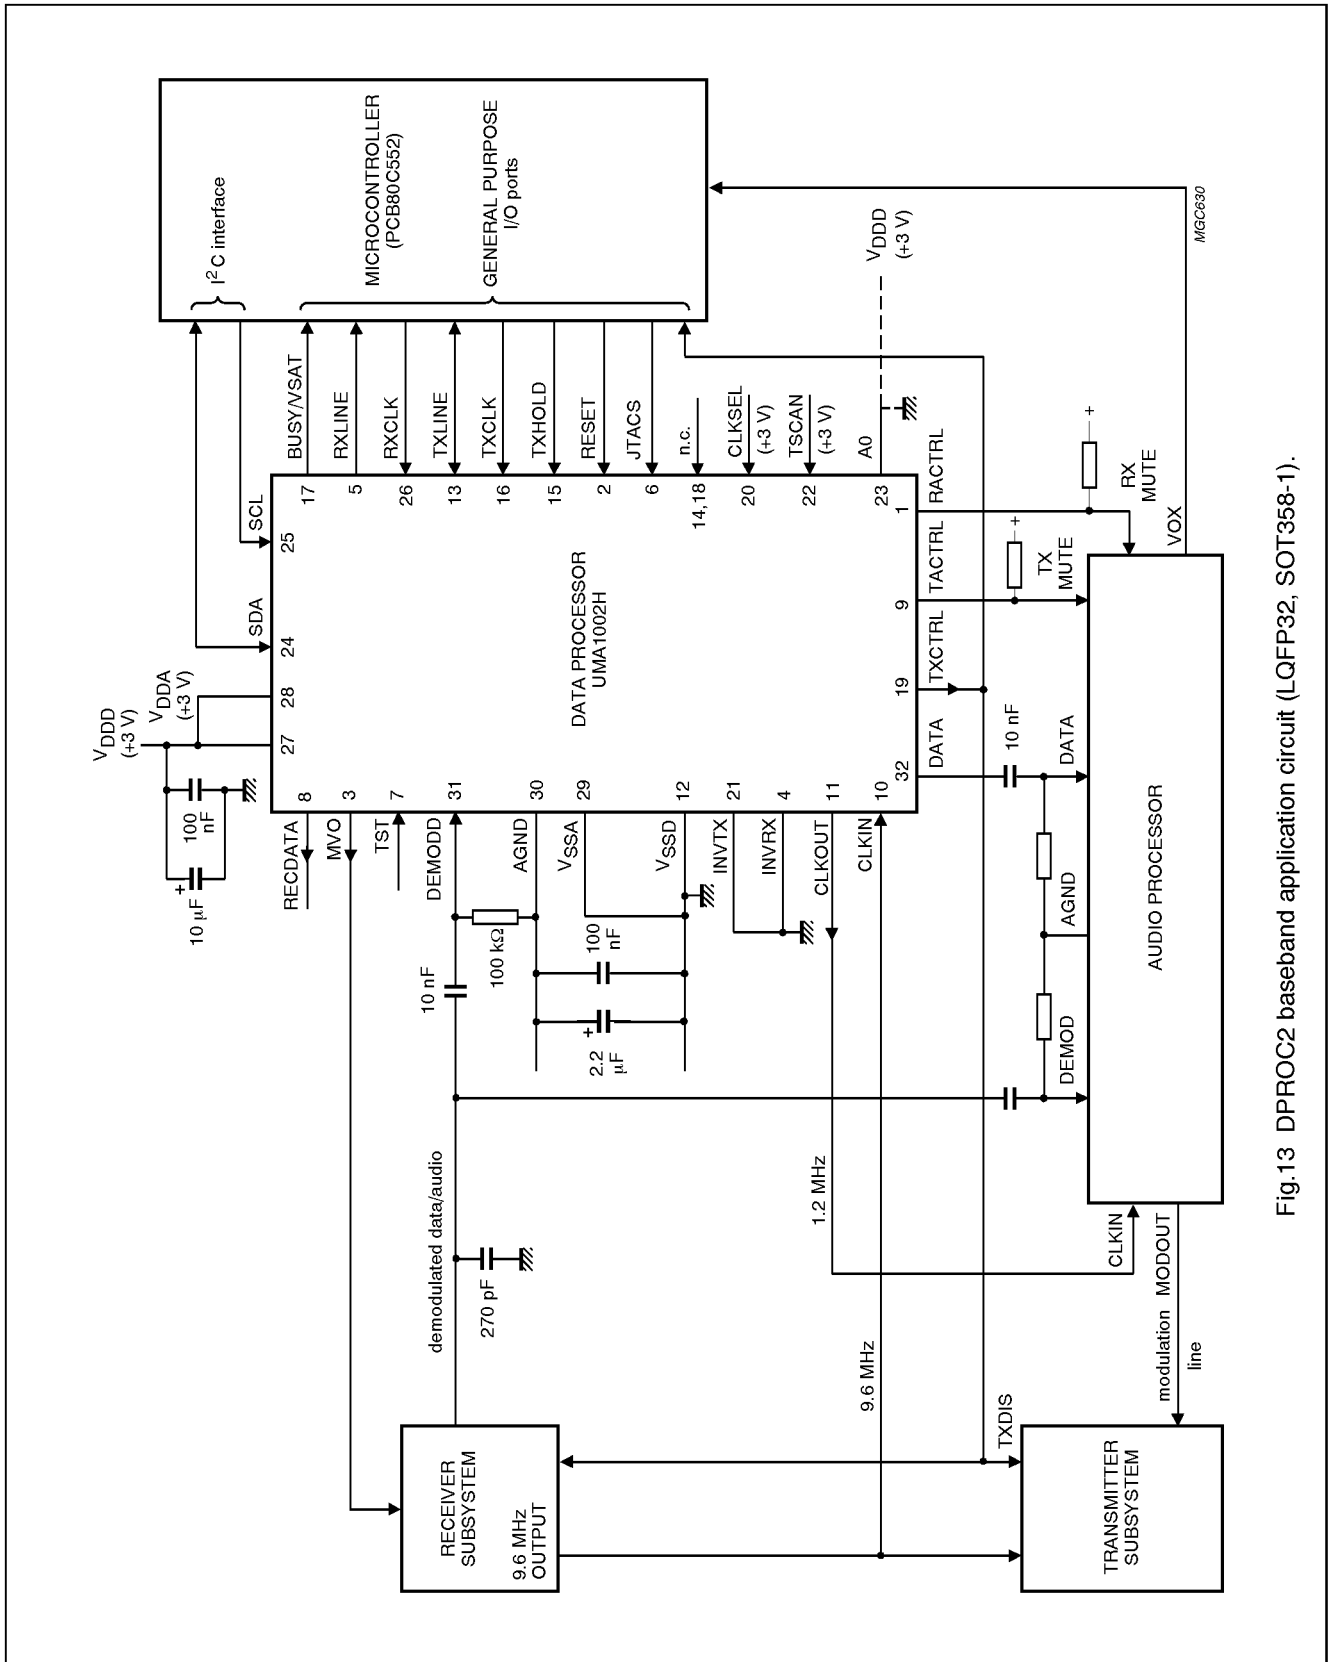 I²C interface
MICROCONTROLLER
(PCB80C552)
GENERAL PURPOSE
I/O ports
BUSY/VSAT
RXLINE
RXCLK
TXLINE
TXCLK
TXHOLD
RESET
JTACS
n.c.
CLKSEL
(+3 V)
TSCAN
(+3 V)
A0
VDDD
(+3 V)
SCL
SDA
VDDD
(+3 V)
VDDA
(+3 V)
100
nF
+
10 µF
17
5
26
13
16
15
2
6
14,18
20
22
23
25
24
28
27
DATA PROCESSOR
UMA1002H
8
3
7
31
30
29
12
21
4
11
10
1
9
19
32
RECDATA
MVO
TST
DEMODD
AGND
VSSA
VSSD
INVTX
INVRX
CLKOUT
CLKIN
RACTRL
TACTRL
TXCTRL
DATA
+
RX
MUTE
+
TX
MUTE
10 nF
100 kΩ
10 nF
100
nF
+
2.2
µF
VOX
DATA
AGND
DEMOD
AUDIO PROCESSOR
CLKIN
MODOUT
modulation
line
demodulated data/audio
270 pF
1.2 MHz
9.6 MHz
TXDIS
RECEIVER
SUBSYSTEM
9.6 MHz
OUTPUT
TRANSMITTER
SUBSYSTEM
MGC630
Fig.13 DPROC2 baseband application circuit (LQFP32, SOT358-1).